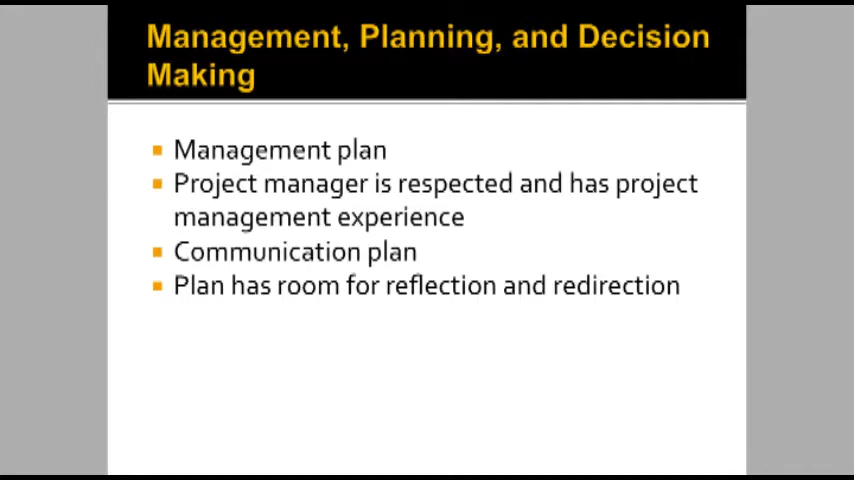 Management, Planning, and Decision
Making
Management plan
Project manager is respected and has project
management experience
Communication plan
Plan has room for reflection and redirection